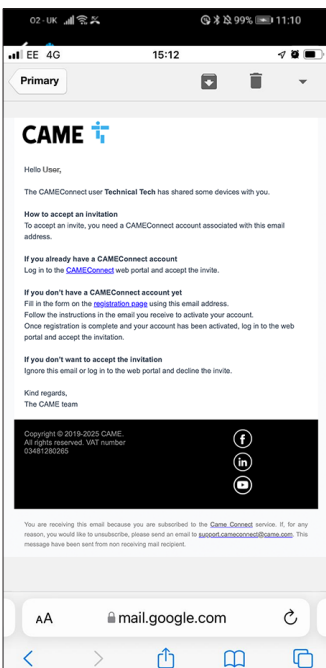 O2 - UK 99% 11:10
EE 4G 15:12
Primary
CAME
Hello User,
The CAMEConnect user Technical Tech has shared some devices with you.
How to accept an invitation
To accept an invite, you need a CAMEConnect account associated with this email
address.
If you already have a CAMEConnect account
Log in to the CAMEConnect web portal and accept the invite.
If you don't have a CAMEConnect account yet
Fill in the form on the registration page using this email address.
Follow the instructions in the email you receive to activate your account.
Once registration is complete and your account has been activated, log in to the web
portal and accept the invitation.
If you don't want to accept the invitation
Ignore this email or log in to the web portal and decline the invite.
Kind regards,
The CAME team
Copyright © 2019-2025 CAME.
All rights reserved. VAT number
03481280265
f
in
You are receiving this email because you are subscribed to the Came Connect service. If, for any
reason, you would like to unsubscribe, please send an email to support.cameconnect@came.com. This
message have been sent from non receiving mail recipient.
AA mail.google.com